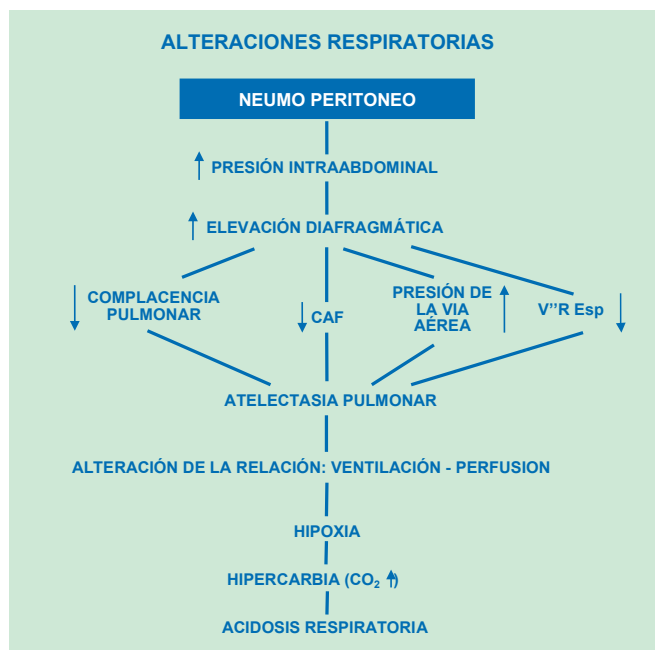 ALTERACIONES RESPIRATORIAS
NEUMO PERITONEO
PRESIÓN INTRAABDOMINAL
ELEVACIÓN DIAFRAGMÁTICA
COMPLACENCIA
PULMONAR
CAF
PRESIÓN DE
LA VIA
AÉREA
V''R Esp
ATELECTASIA PULMONAR
ALTERACIÓN DE LA RELACIÓN: VENTILACIÓN - PERFUSION
HIPOXIA
HIPERCARBIA (CO₂ ↑)
ACIDOSIS RESPIRATORIA